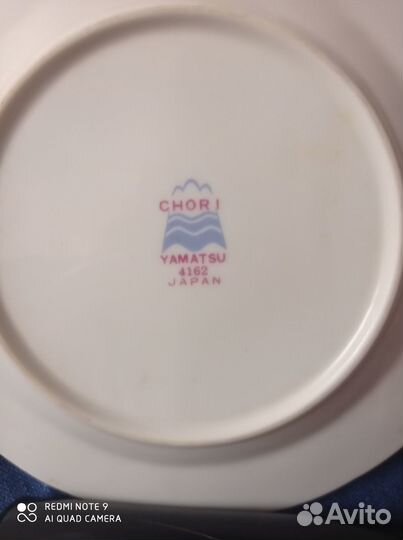 CHORI
YAMATSU
4162
JAPAN
REDMI NOTE 9
AI QUAD CAMERA
Avito